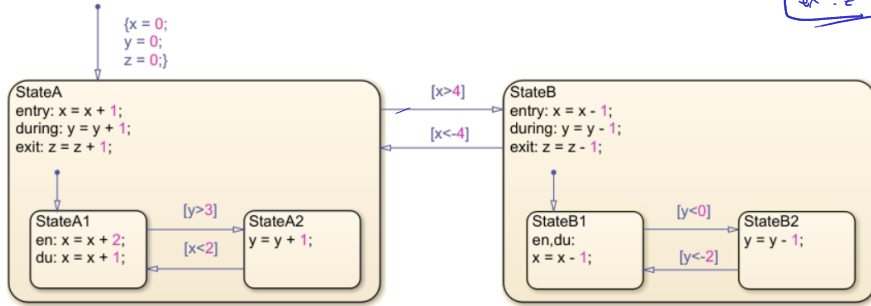 {x = 0;
y = 0;
z = 0;}
StateA
entry: x = x + 1;
during: y = y + 1;
exit: z = z + 1;
[x>4]
[x<-4]
StateB
entry: x = x - 1;
during: y = y - 1;
exit: z = z - 1;
StateA1
en: x = x + 2;
du: x = x + 1;
[y>3]
[x<2]
StateA2
y = y + 1;
StateB1
en,du:
x = x - 1;
[y<0]
[y<-2]
StateB2
y = y - 1;